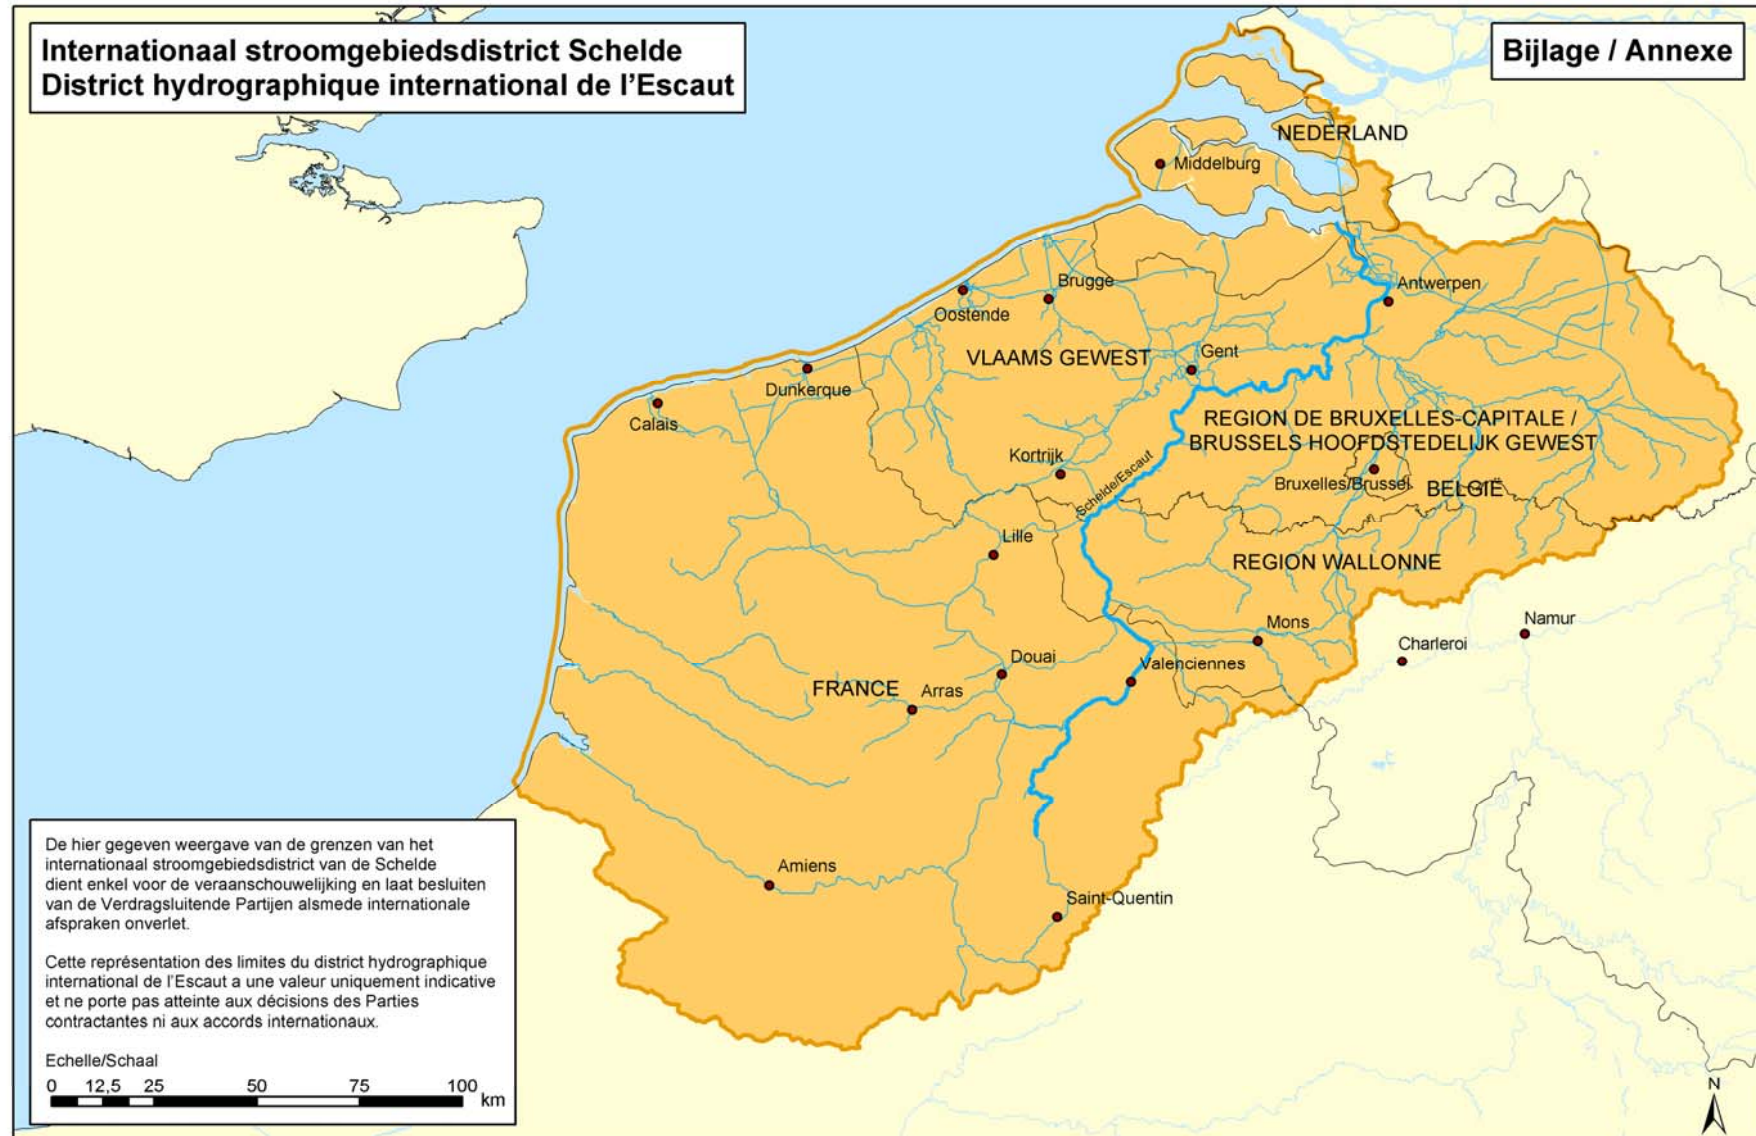 Internationaal stroomgebiedsdistrict Schelde
District hydrographique international de l'Escaut
Bijlage / Annexe
NEDERLAND
Middelburg
Brugge
Antwerpen
Oostende
VLAAMS GEWEST
Gent
Dunkerque
Calais
REGION DE BRUXELLES-CAPITALE /
BRUSSELS HOOFDSTEDELIJK GEWEST
Kortrijk
Schelde/Escaut
Bruxelles/Brussel
BELGIË
Lille
REGION WALLONNE
Mons
Namur
Charleroi
Douai
Valenciennes
FRANCE
Arras
Amiens
Saint-Quentin
De hier gegeven weergave van de grenzen van het
internationaal stroomgebiedsdistrict van de Schelde
dient enkel voor de veraanschouwelijking en laat besluiten
van de Verdragsluitende Partijen alsmede internationale
afspraken onverlet.
Cette représentation des limites du district hydrographique
international de l'Escaut a une valeur uniquement indicative
et ne porte pas atteinte aux décisions des Parties
contractantes ni aux accords internationaux.
Echelle/Schaal
0 12,5 25 50 75 100
km
N